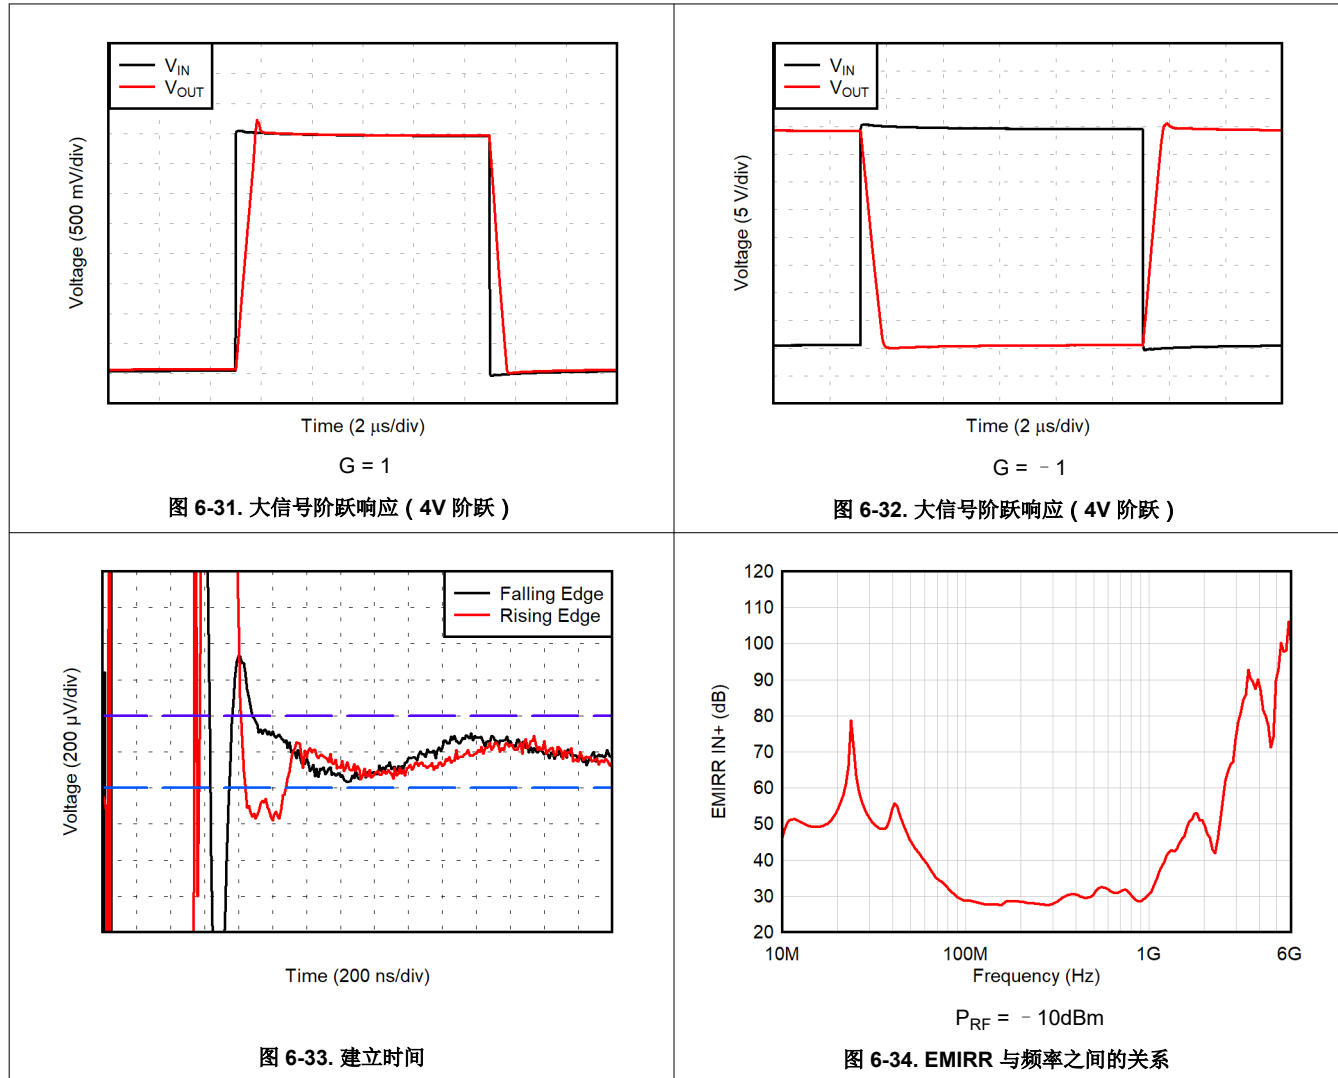 V_IN
V_OUT
Voltage (500 mV/div)
Time (2 μs/div)
G = 1
图 6-31. 大信号阶跃响应（4V 阶跃）
V_IN
V_OUT
Voltage (5 V/div)
Time (2 μs/div)
G = －1
图 6-32. 大信号阶跃响应（4V 阶跃）
Falling Edge
Rising Edge
Voltage (200 μV/div)
Time (200 ns/div)
图 6-33. 建立时间
120
110
100
90
80
70
60
50
40
30
20
EMIRR IN+ (dB)
10M 100M 1G 6G
Frequency (Hz)
P_RF = －10dBm
图 6-34. EMIRR 与频率之间的关系